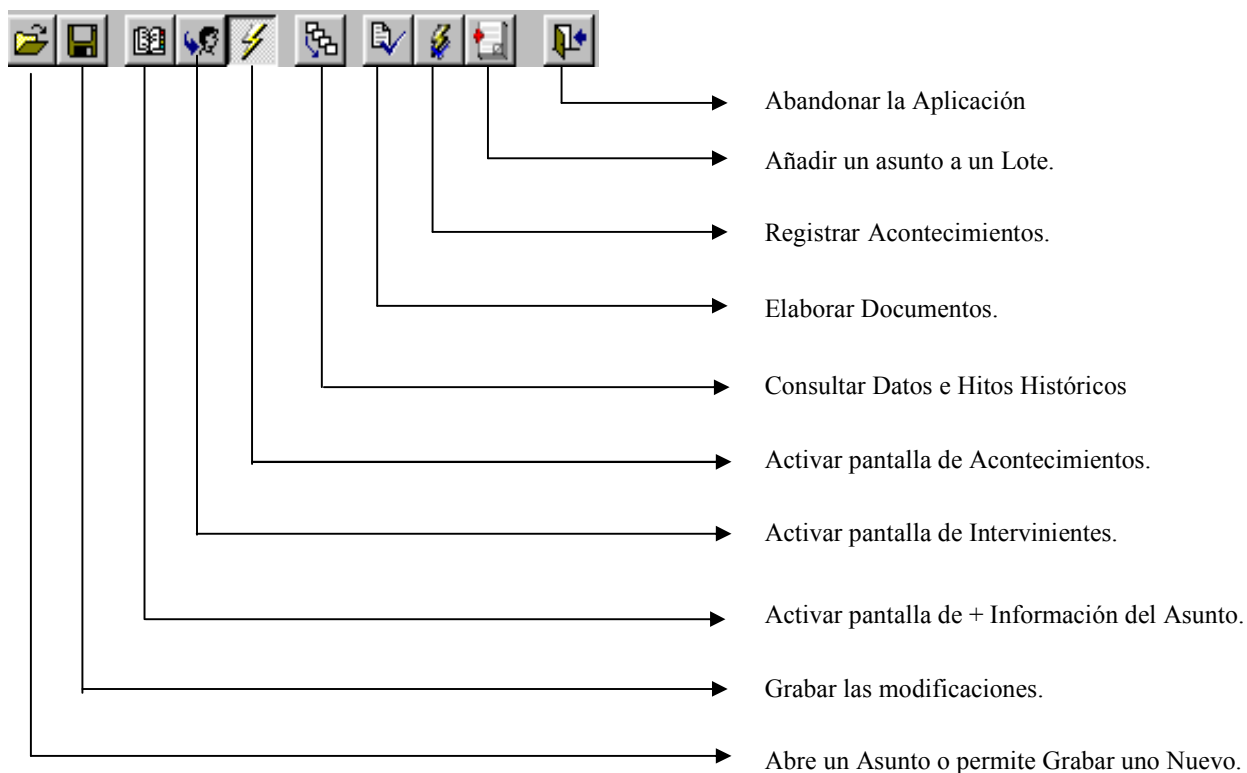 Abandonar la Aplicación
Añadir un asunto a un Lote.
Registrar Acontecimientos.
Elaborar Documentos.
Consultar Datos e Hitos Históricos
Activar pantalla de Acontecimientos.
Activar pantalla de Intervinientes.
Activar pantalla de + Información del Asunto.
Grabar las modificaciones.
Abre un Asunto o permite Grabar uno Nuevo.